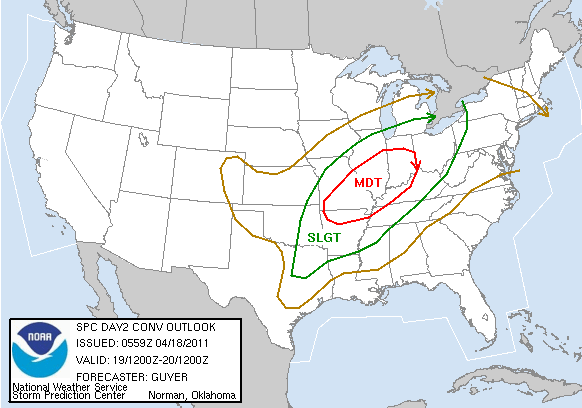 MDT
SLGT
SPC DAY2 CONV OUTLOOK
ISSUED: 0559Z 04/18/2011
VALID: 19/1200Z-20/1200Z
FORECASTER: GUYER
National Weather Service
Storm Prediction Center Norman, Oklahoma
NOAA